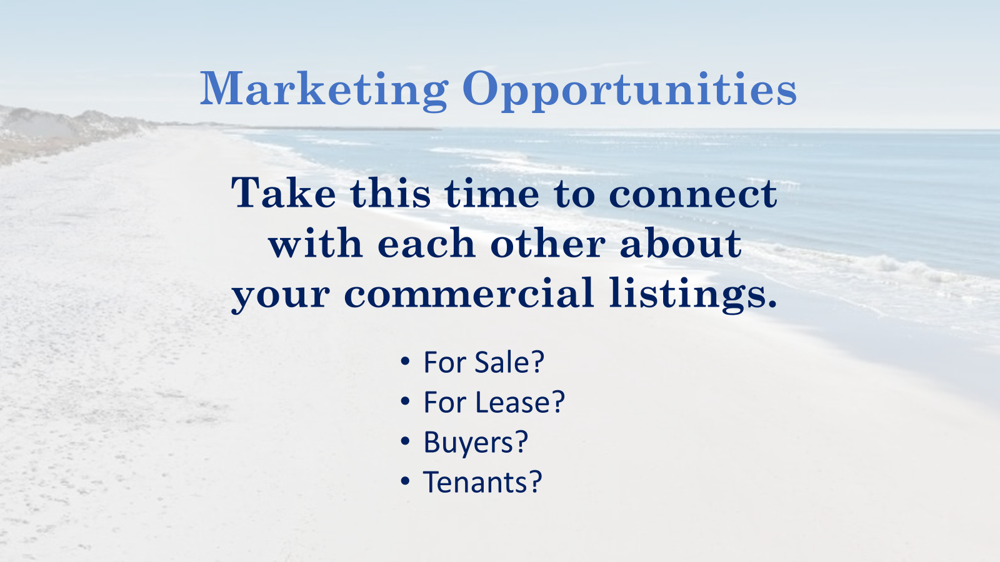 Marketing Opportunities
Take this time to connect
with each other about
your commercial listings.
• For Sale?
• For Lease?
• Buyers?
• Tenants?